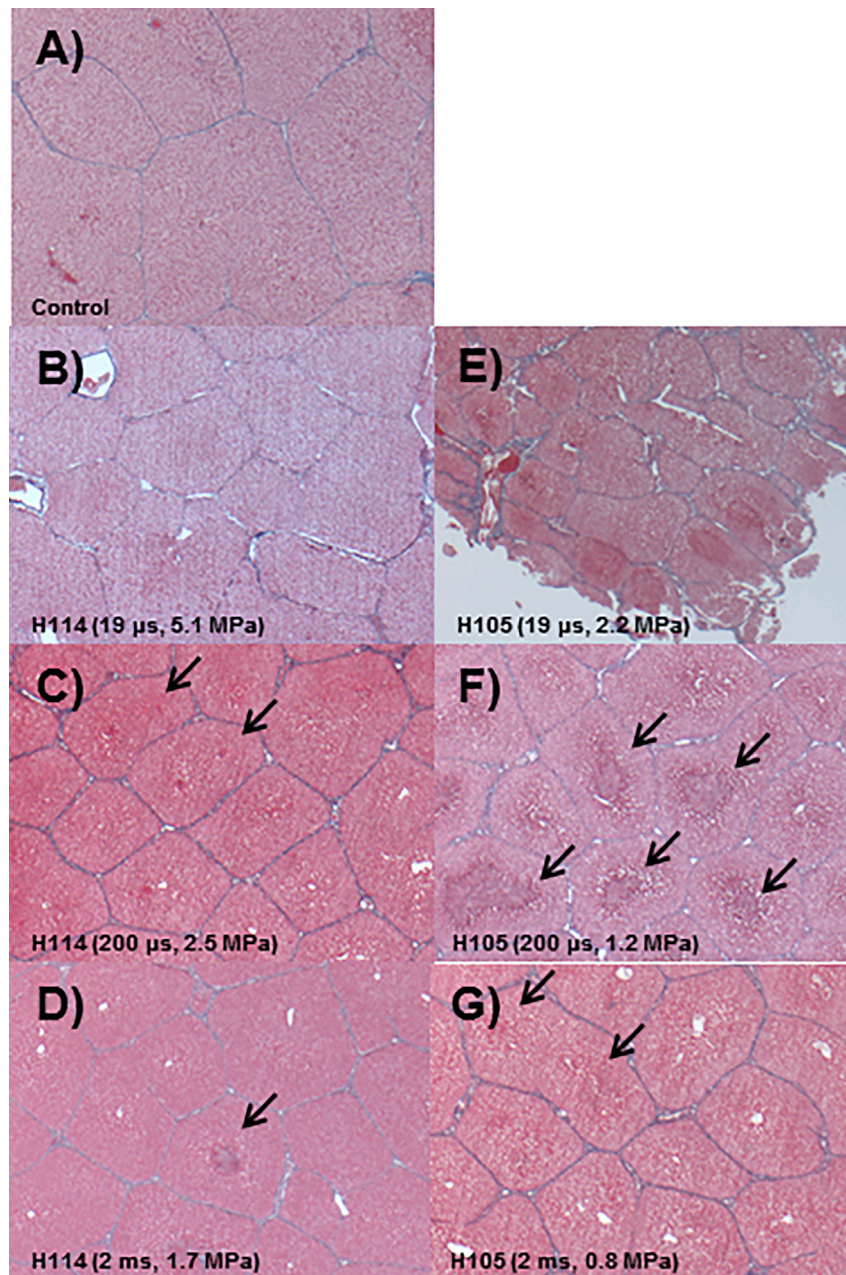 A)
Control
B)
H114 (19 µs, 5.1 MPa)
E)
H105 (19 µs, 2.2 MPa)
C)
H114 (200 µs, 2.5 MPa)
F)
H105 (200 µs, 1.2 MPa)
D)
H114 (2 ms, 1.7 MPa)
G)
H105 (2 ms, 0.8 MPa)